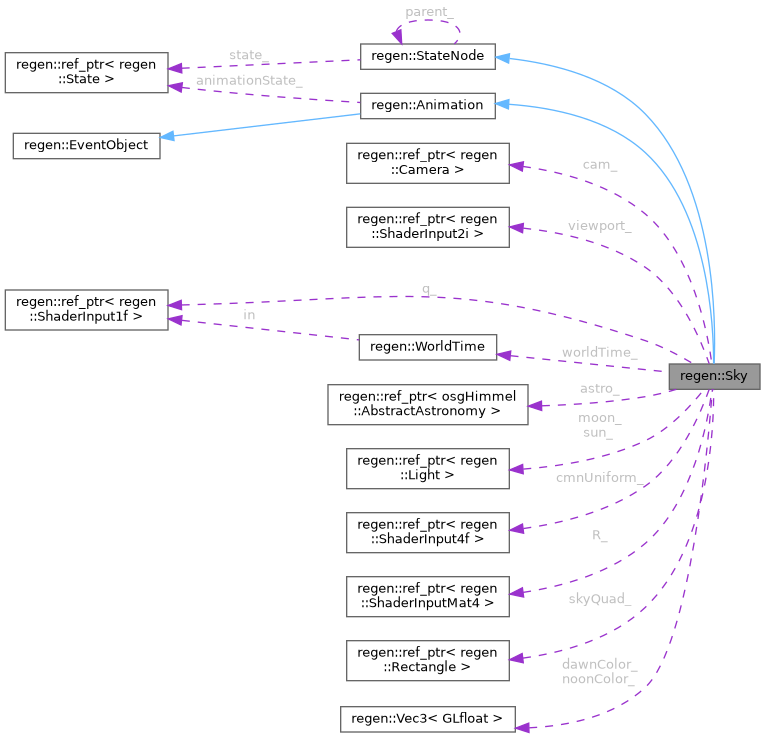 parent_
regen::StateNode
state_
regen::ref_ptr< regen
::State >
animationState_
regen::Animation
regen::EventObject
regen::ref_ptr< regen
::Camera >
cam_
regen::ref_ptr< regen
::ShaderInput2i >
viewport_
q_
regen::ref_ptr< regen
::ShaderInput1f >
in
regen::WorldTime
worldTime_
regen::Sky
astro_
regen::ref_ptr< osgHimmel
::AbstractAstronomy >
moon_
sun_
regen::ref_ptr< regen
::Light >
cmnUniform_
regen::ref_ptr< regen
::ShaderInput4f >
R_
regen::ref_ptr< regen
::ShaderInputMat4 >
skyQuad_
regen::ref_ptr< regen
::Rectangle >
dawnColor_
noonColor_
regen::Vec3< GLfloat >